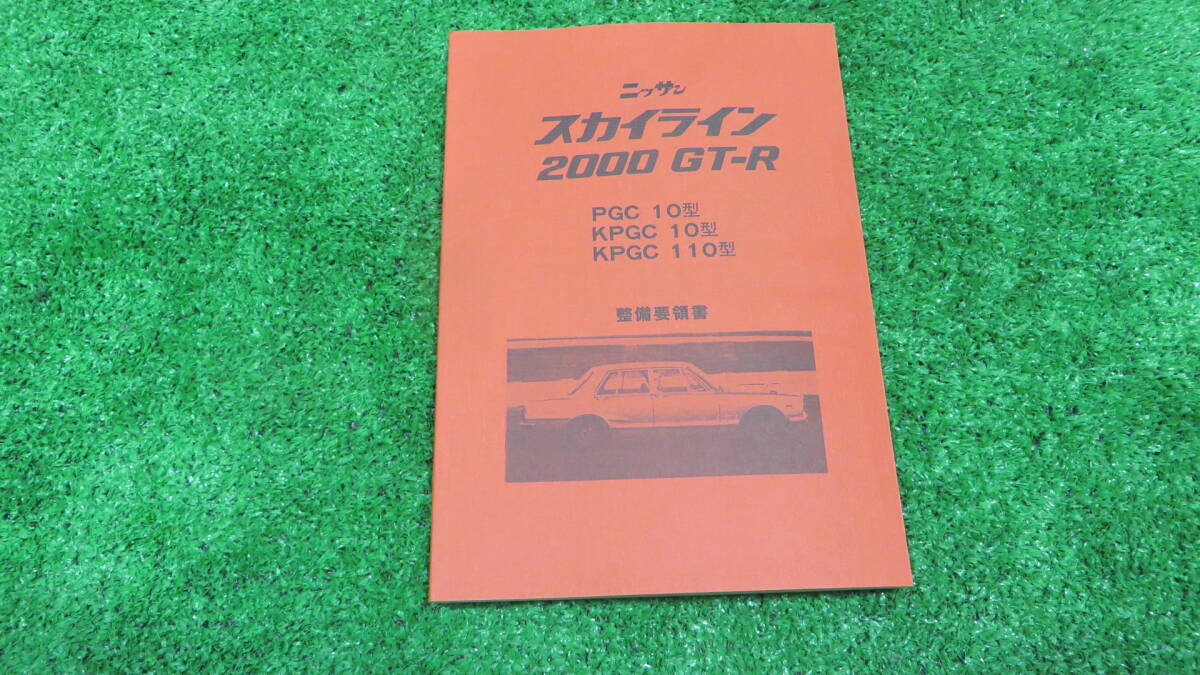 ニッサン
スカイライン
2000 GT-R
PGC 10型
KPGC 10型
KPGC 110型
整備要領書